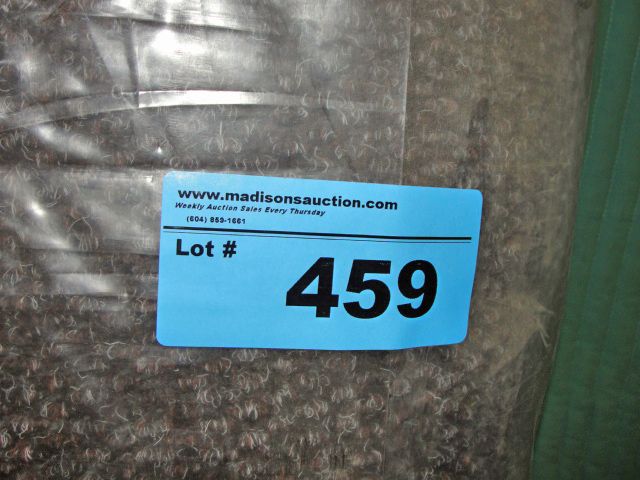 www.madisonsauction.com
Weekly Auction Sales Every Thursday
(604) 859-1661
Lot #
459